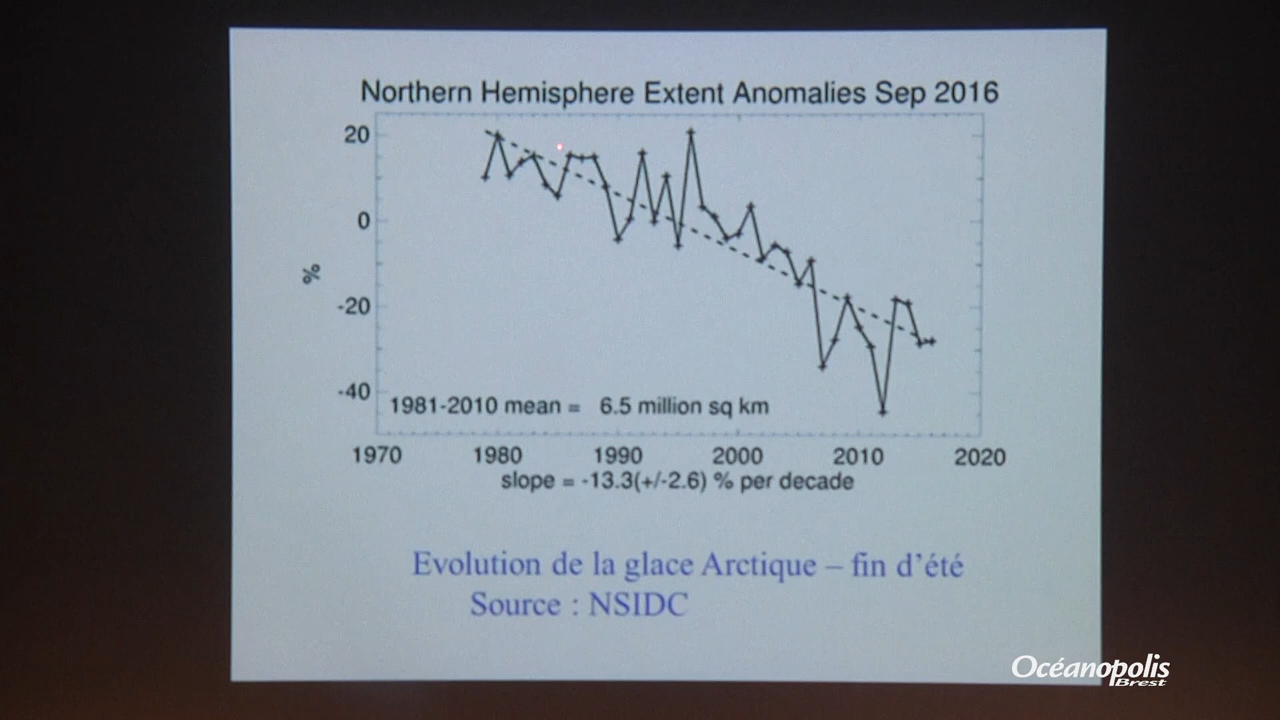 Northern Hemisphere Extent Anomalies Sep 2016
20
0
-20
-40
%
1981-2010 mean = 6.5 million sq km
1970 1980 1990 2000 2010 2020
slope = -13.3(+/-2.6) % per decade
Evolution de la glace Arctique – fin d'été
Source : NSIDC
Océanopolis
Brest